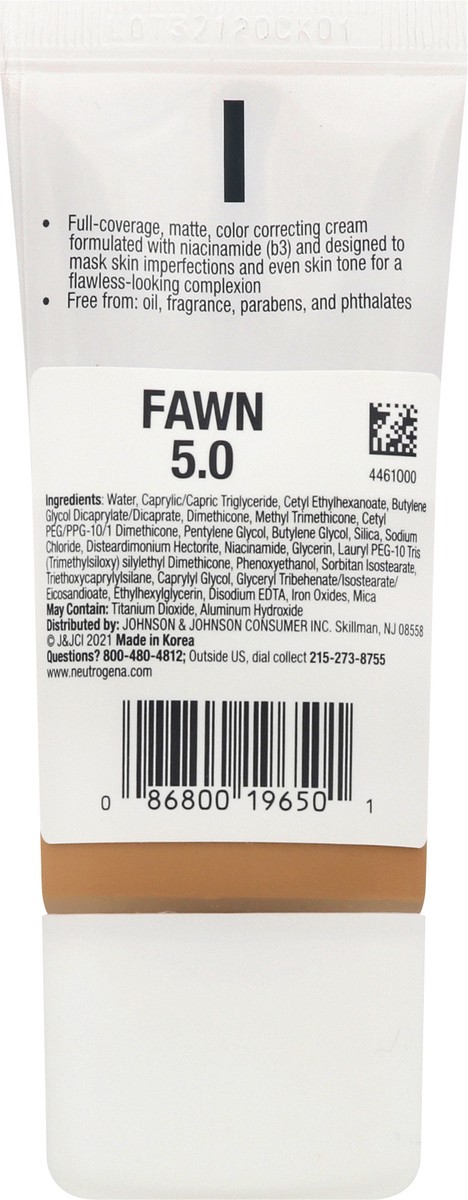 L0732120CK01
• Full-coverage, matte, color correcting cream
formulated with niacinamide (b3) and designed to
mask skin imperfections and even skin tone for a
flawless-looking complexion
• Free from: oil, fragrance, parabens, and phthalates
FAWN
5.0
4461000
Ingredients: Water, Caprylic/Capric Triglyceride, Cetyl Ethylhexanoate, Butylene
Glycol Dicaprylate/Dicaprate, Dimethicone, Methyl Trimethicone, Cetyl
PEG/PPG-10/1 Dimethicone, Pentylene Glycol, Butylene Glycol, Silica, Sodium
Chloride, Disteardimonium Hectorite, Niacinamide, Glycerin, Lauryl PEG-10 Tris
(Trimethylsiloxy) silylethyl Dimethicone, Phenoxyethanol, Sorbitan Isostearate,
Triethoxycaprylylsilane, Caprylyl Glycol, Glyceryl Tribehenate/Isostearate/
Eicosandioate, Ethylhexylglycerin, Disodium EDTA, Iron Oxides, Mica
May Contain: Titanium Dioxide, Aluminum Hydroxide
Distributed by: JOHNSON & JOHNSON CONSUMER INC. Skillman, NJ 08558
© J&JCI 2021 Made in Korea
Questions? 800-480-4812; Outside US, dial collect 215-273-8755
www.neutrogena.com
0 86800 19650 1